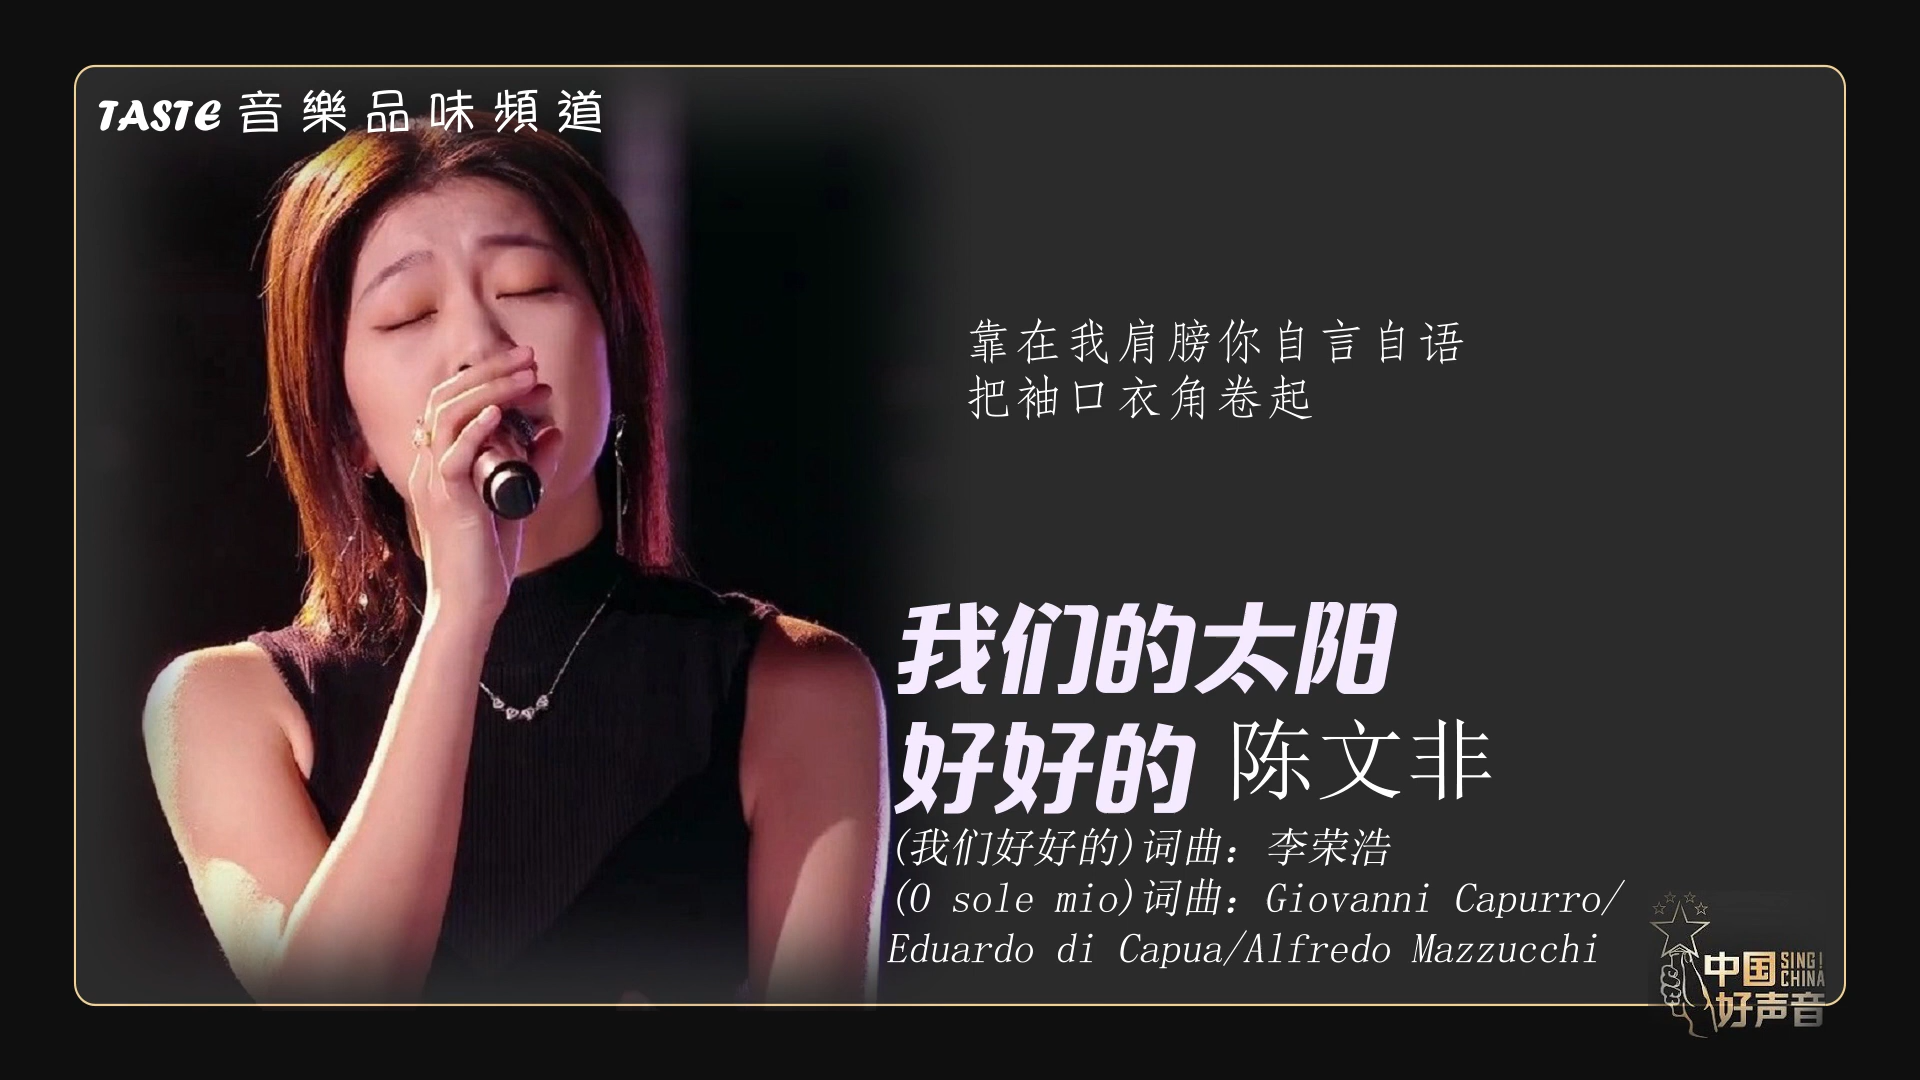 TASTE 音樂品味頻道
靠在我肩膀你自言自语
把袖口衣角卷起
我们的太阳
好好的 陈文非
(我们好好的)词曲：李荣浩
(O sole mio)词曲：Giovanni Capurro/
Eduardo di Capua/Alfredo Mazzucchi
中国 SING!
CHINA
好声音